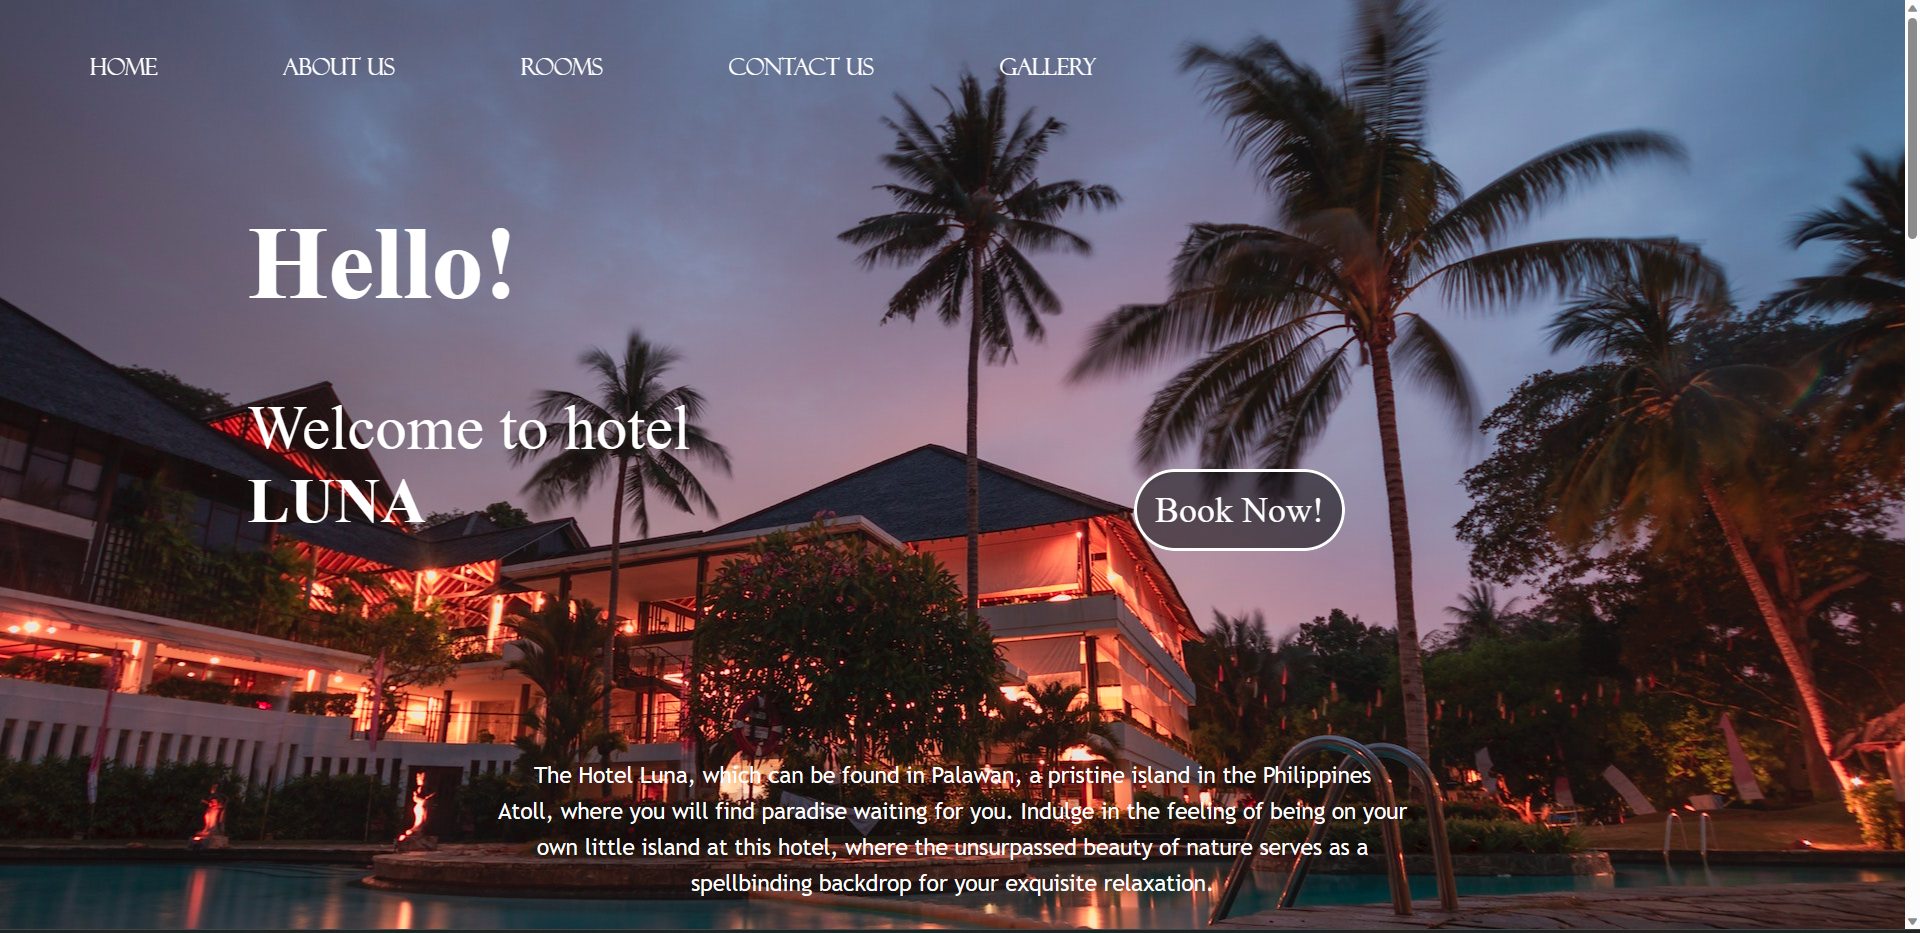 HOME ABOUT US ROOMS CONTACT US GALLERY
Hello!
Welcome to hotel
LUNA
Book Now!
The Hotel Luna, which can be found in Palawan, a pristine island in the Philippines
Atoll, where you will find paradise waiting for you. Indulge in the feeling of being on your
own little island at this hotel, where the unsurpassed beauty of nature serves as a
spellbinding backdrop for your exquisite relaxation.